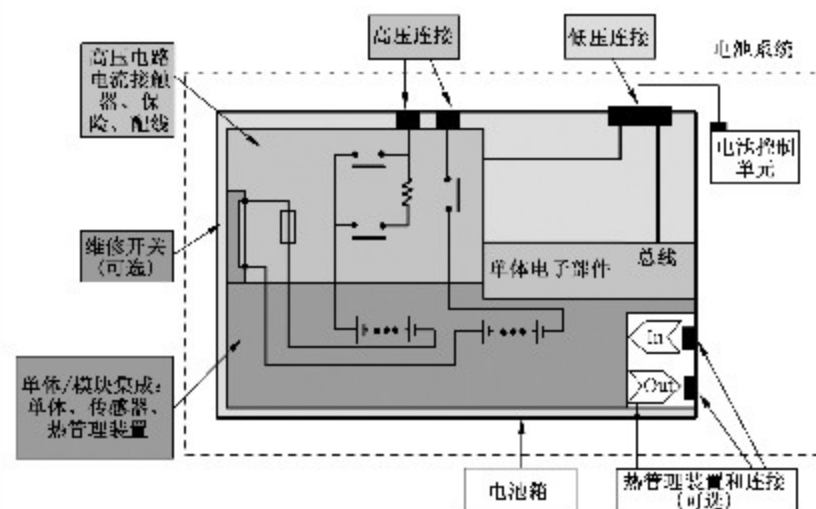 高压连接
低压连接
电池系统
高压电路
电流接触
器、保
险、配线
电池控制
单元
维修开关
(可选)
单体电子部件
总线
In
Out
单体/模块集成:
单体、传感器、
热管理装置
电池箱
热管理装置和连接
(可选)